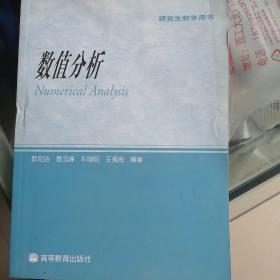 研究生教学用书
数值分析
Numerical Analysis
欧阳洁 聂玉峰 车刚明 王振海 编著
高等教育出版社